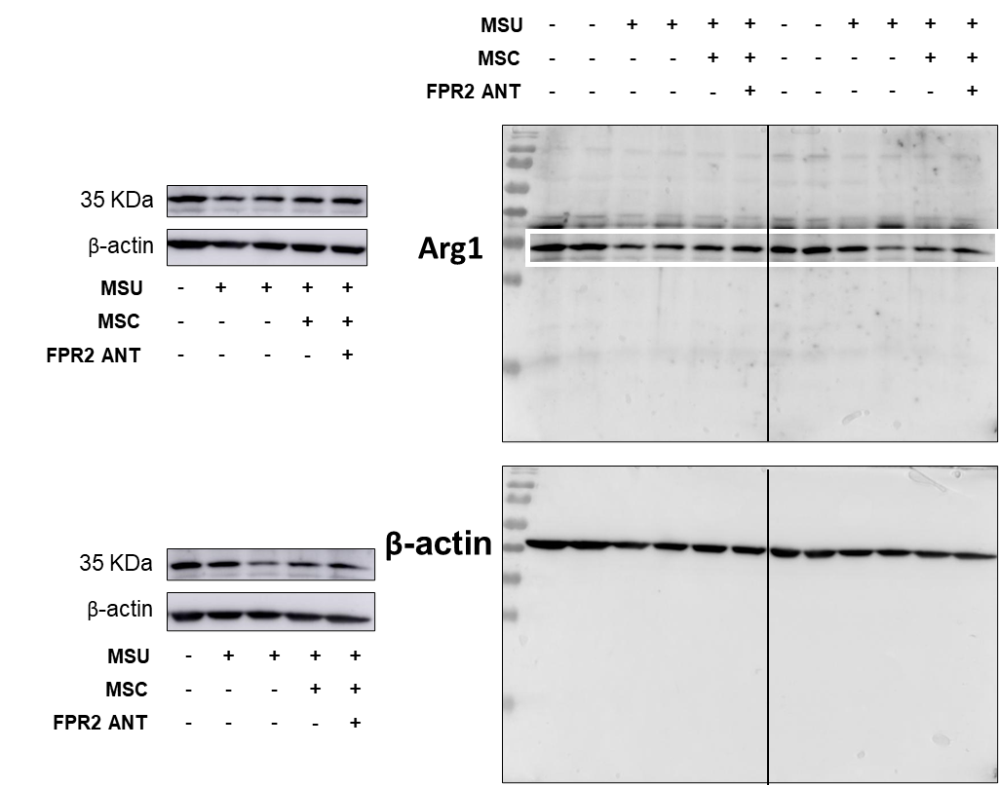 MSU - - + + + + - - + + + +
MSC - - - - + + - - - - + +
FPR2 ANT - - - - - + - - - - - +
35 KDa
β-actin
MSU - + + + +
MSC - - - + +
FPR2 ANT - - - - +
Arg1
β-actin
35 KDa
β-actin
MSU - + + + +
MSC - - - + +
FPR2 ANT - - - - +